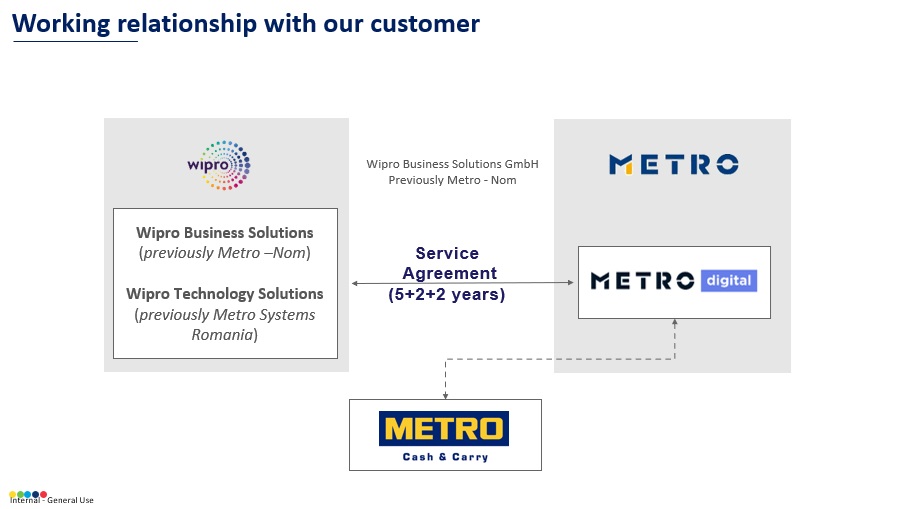 Working relationship with our customer
wipro
Wipro Business Solutions GmbH
Previously Metro - Nom
METRO
Wipro Business Solutions
(previously Metro –Nom)
Wipro Technology Solutions
(previously Metro Systems
Romania)
Service
Agreement
(5+2+2 years)
METRO digital
METRO
Cash & Carry
Internal - General Use